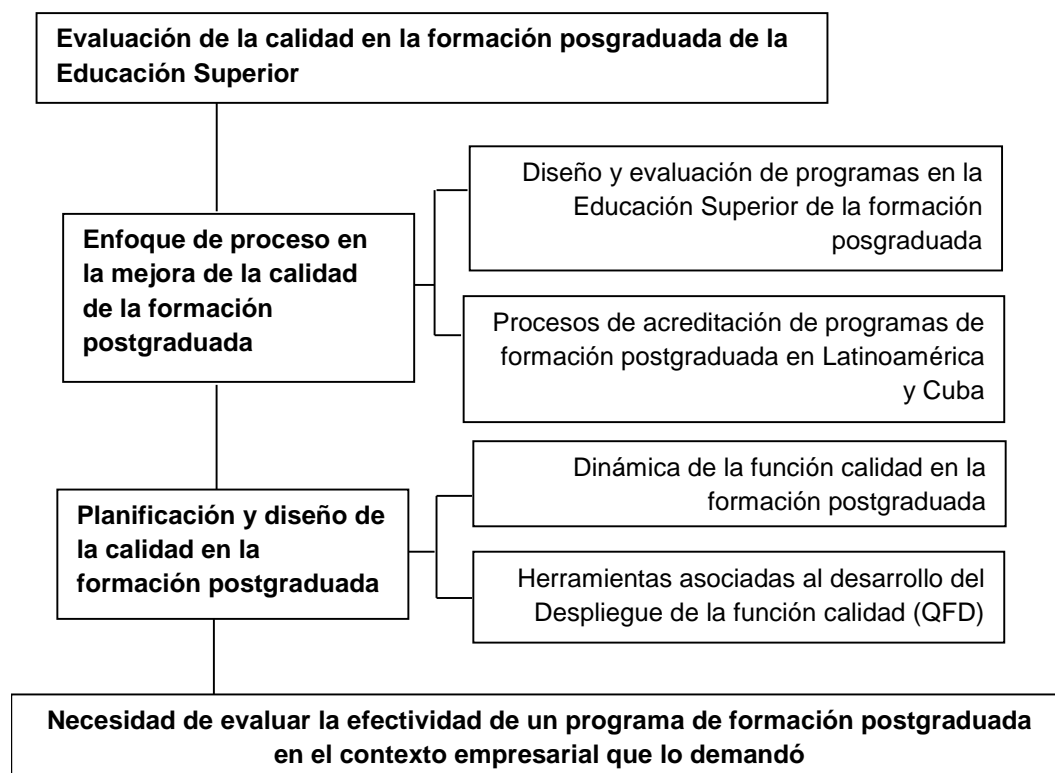 Evaluación de la calidad en la formación posgraduada de la
Educación Superior
Diseño y evaluación de programas en la
Educación Superior de la formación
posgraduada
Enfoque de proceso en
la mejora de la calidad
de la formación
postgraduada
Procesos de acreditación de programas de
formación postgraduada en Latinoamérica
y Cuba
Dinámica de la función calidad en la
formación postgraduada
Planificación y diseño de
la calidad en la
formación postgraduada
Herramientas asociadas al desarrollo del
Despliegue de la función calidad (QFD)
Necesidad de evaluar la efectividad de un programa de formación postgraduada
en el contexto empresarial que lo demandó